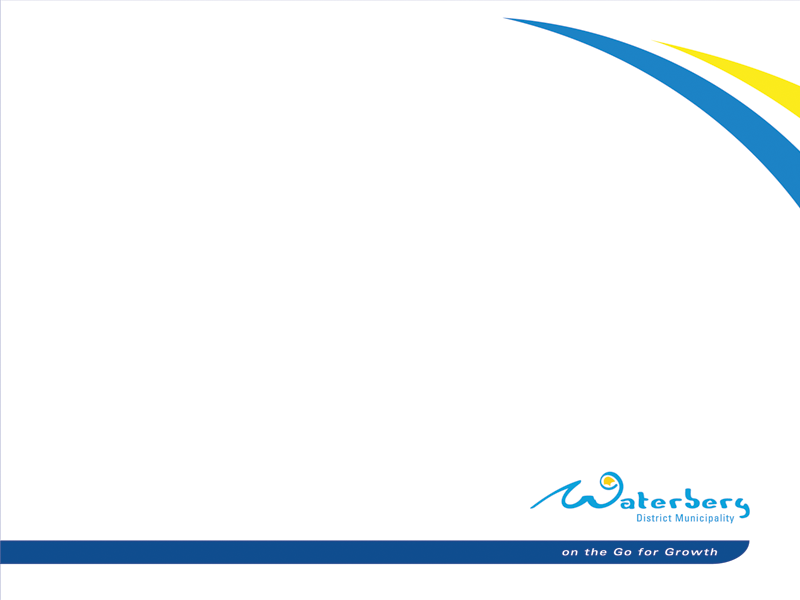 Waterberg
District Municipality
on the Go for Growth